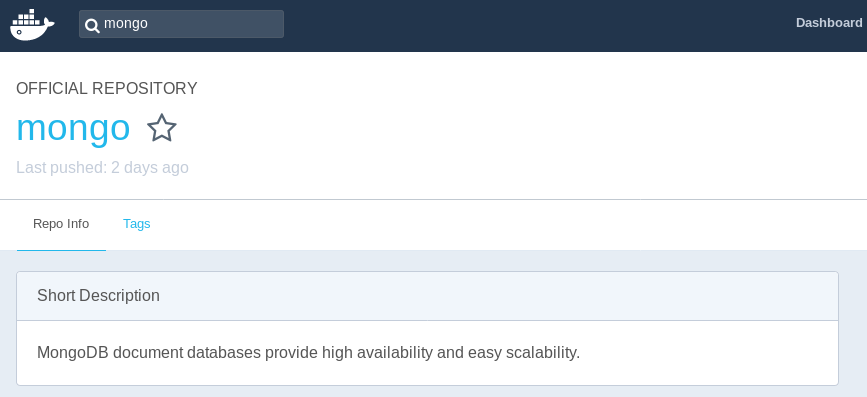 mongo
Dashboard
OFFICIAL REPOSITORY
mongo
Last pushed: 2 days ago
Repo Info
Tags
Short Description
MongoDB document databases provide high availability and easy scalability.